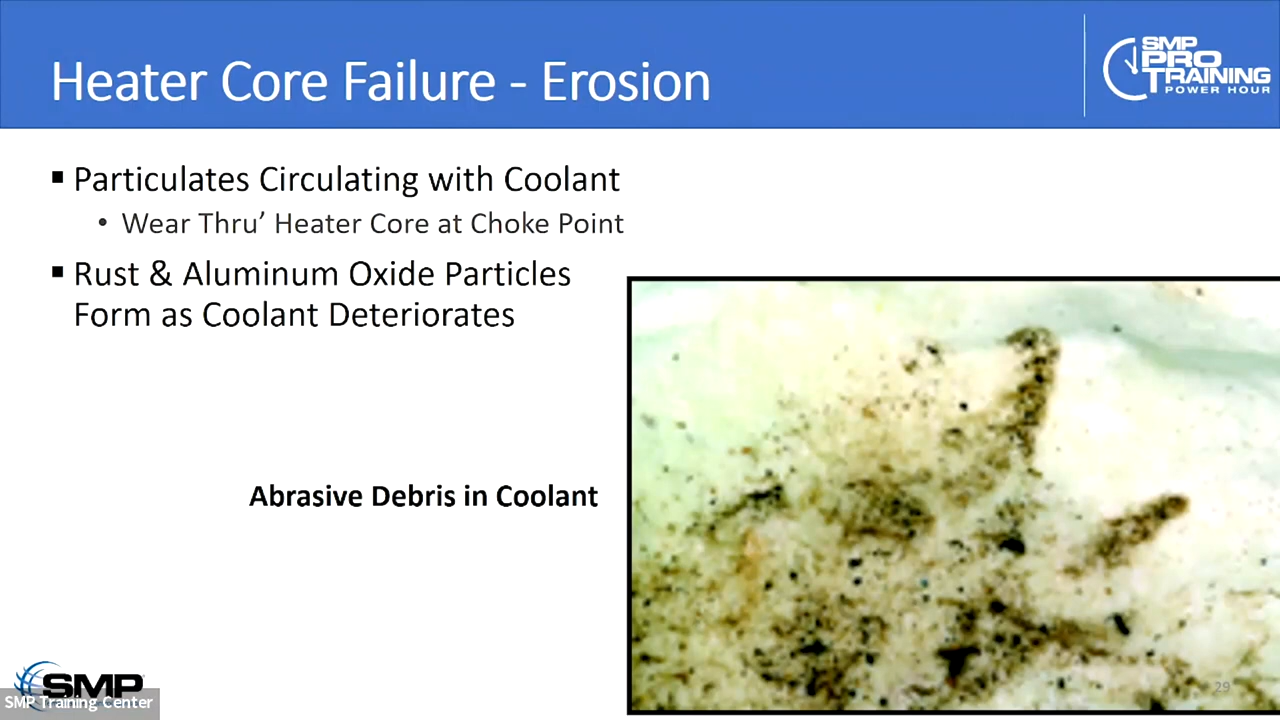 Heater Core Failure - Erosion
SMP
PRO
TRAINING
POWER HOUR
Particulates Circulating with Coolant
Wear Thru’ Heater Core at Choke Point
Rust & Aluminum Oxide Particles
Form as Coolant Deteriorates
Abrasive Debris in Coolant
SMP
SMP Training Center
29